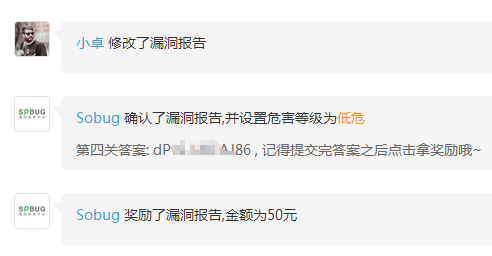 小卓 修改了漏洞报告
SOBUG
Sobug 确认了漏洞报告,并设置危害等级为低危
第四关答案: dP AJ86 , 记得提交完答案之后点击拿奖励哦~
SOBUG
Sobug 奖励了漏洞报告,金额为50元